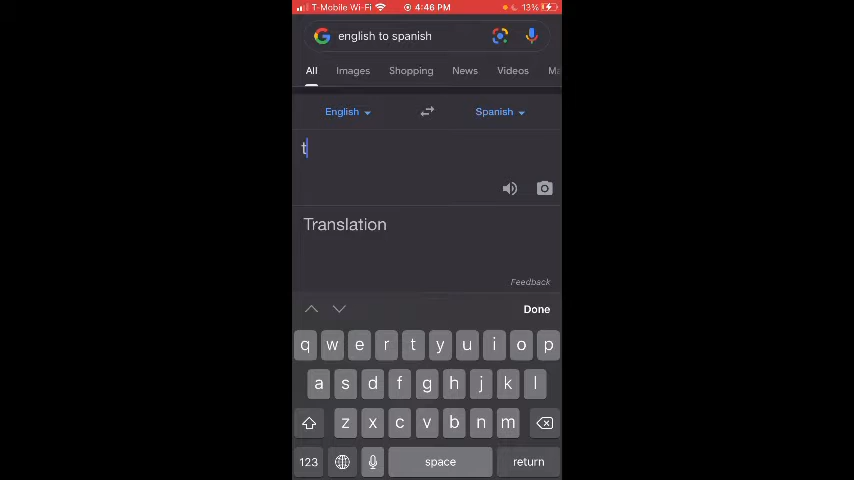 T-Mobile Wi-Fi 4:46 PM 13%
english to spanish
All Images Shopping News Videos Ma
English Spanish
t
Translation
Feedback
Done
q w e r t y u i o p
a s d f g h j k l
z x c v b n m
123 space return